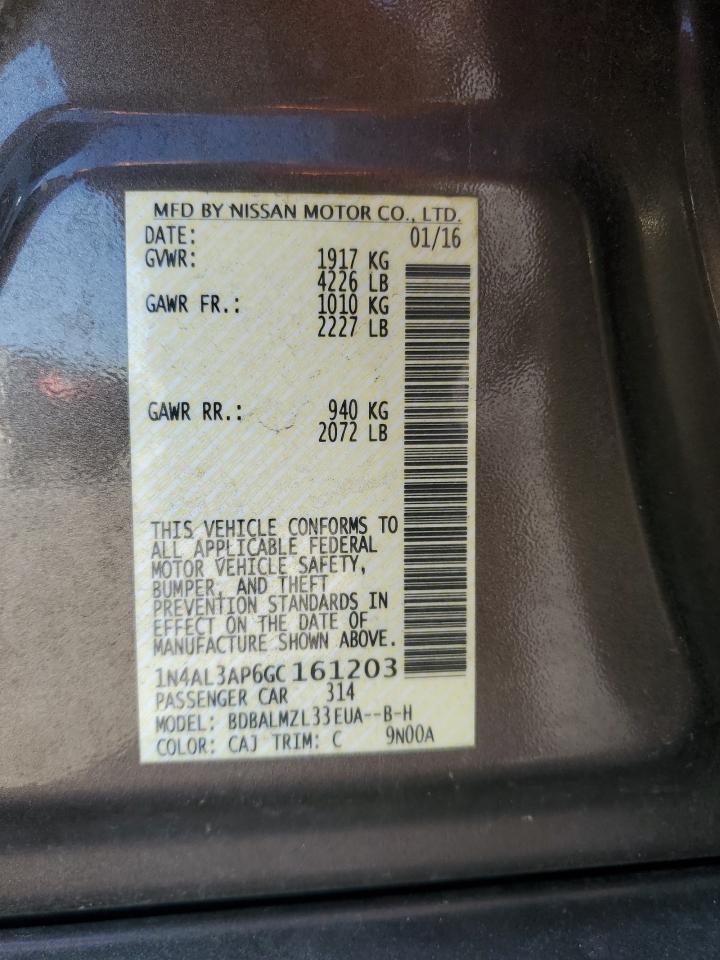 MFD BY NISSAN MOTOR CO., LTD.
DATE: 01/16
GVWR: 1917 KG
4226 LB
GAWR FR.: 1010 KG
2227 LB
GAWR RR.: 940 KG
2072 LB
THIS VEHICLE CONFORMS TO
ALL APPLICABLE FEDERAL
MOTOR VEHICLE SAFETY,
BUMPER, AND THEFT
PREVENTION STANDARDS IN
EFFECT ON THE DATE OF
MANUFACTURE SHOWN ABOVE.
1N4AL3AP6GC161203
PASSENGER CAR 314
MODEL: BDBALMZL33EUA--B-H
COLOR: CAJ TRIM: C 9N00A